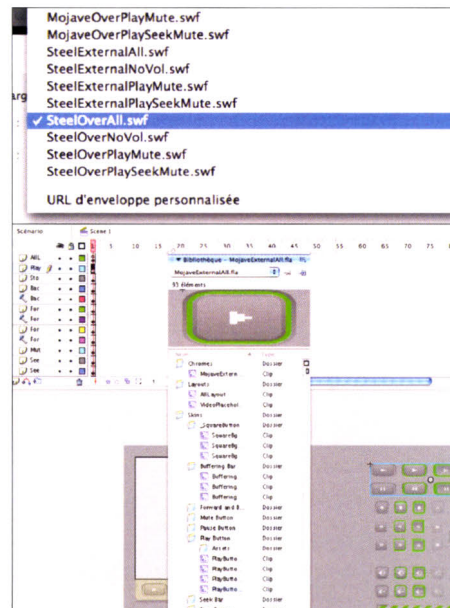 MojaveOverPlayMute.swf
MojaveOverPlaySeekMute.swf
SteelExternalAll.swf
SteelExternalNoVol.swf
SteelExternalPlayMute.swf
SteelExternalPlaySeekMute.swf
✓ SteelOverAll.swf
SteelOverNoVol.swf
SteelOverPlayMute.swf
SteelOverPlaySeekMute.swf
URL d'enveloppe personnalisée
Scénario
Scene 1
5 10 15 20 25 30 35 40 45 50 55 60 65 70 75
Bibliothèque - MojaveExternalAll.fla
MojaveExternalAll.fla
éléments
Chromes Dossier
MojaveExtern Clip
Layouts Dossier
AllLayout Clip
VideoPlacehol Clip
Skins Dossier
_SquareButton Dossier
SquareBg Clip
SquareBg Clip
SquareBg Clip
Buffering Bar Dossier
Buffering Clip
Buffering Clip
Buffering Clip
Forward and B... Dossier
Mute Button Dossier
Pause Button Dossier
Play Button Dossier
Assets Dossier
PlayButto Clip
PlayButto Clip
PlayButto Clip
PlayButto... Clip
Seek Bar Dossier